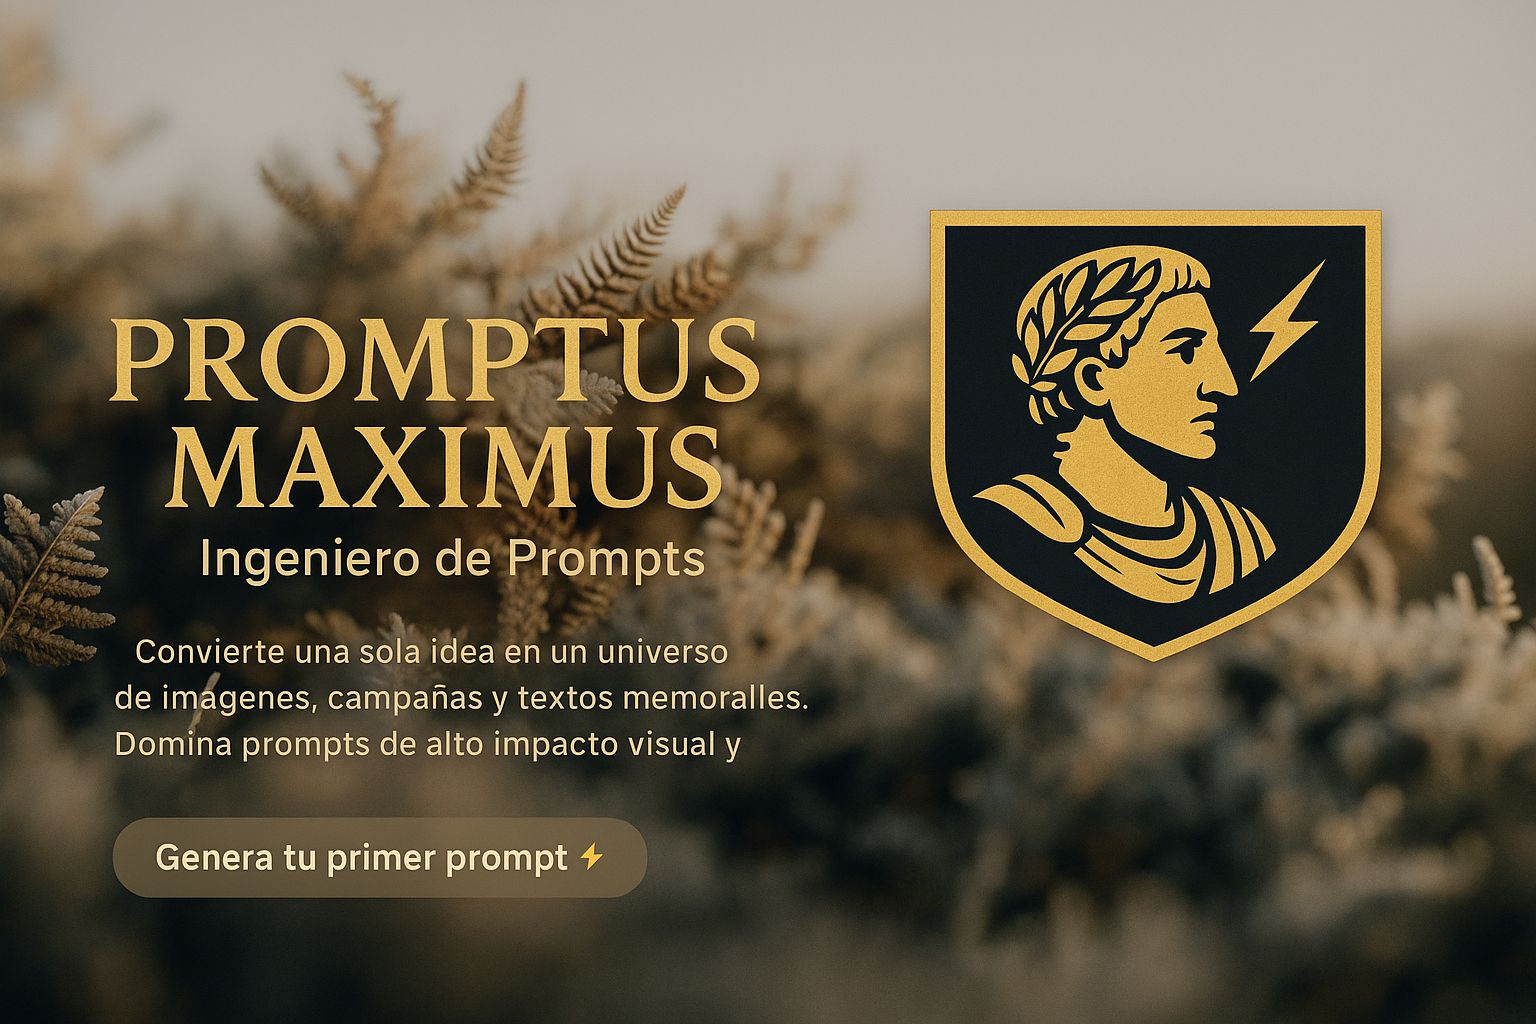 PROMPTUS
MAXIMUS
Ingeniero de Prompts
Convierte una sola idea en un universo
de imagenes, campañas y textos memoralles.
Domina prompts de alto impacto visual y
Genera tu primer prompt ⚡